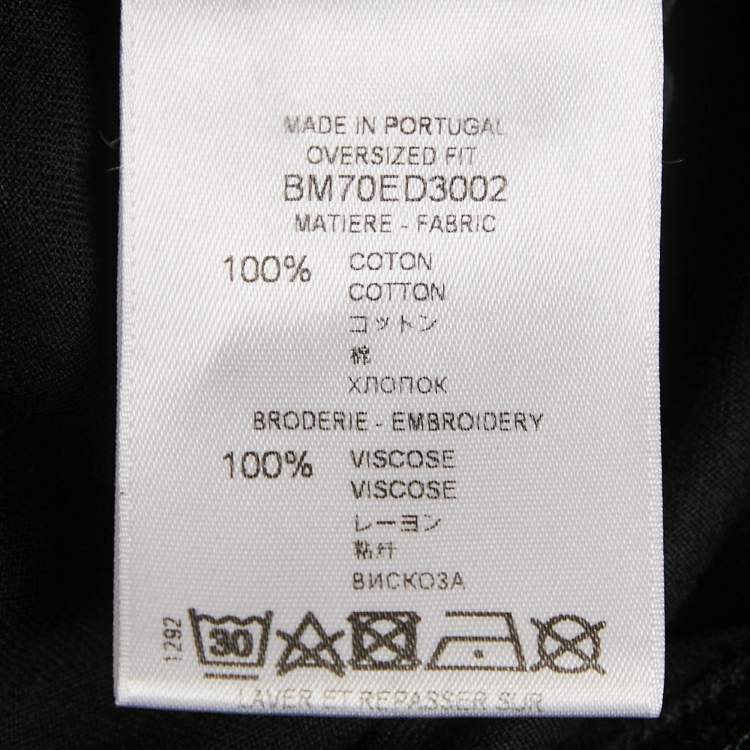 MADE IN PORTUGAL
OVERSIZED FIT
BM70ED3002
MATIERE - FABRIC
100% COTON
COTTON
コットン
棉
ХЛОПОК
BRODERIE - EMBROIDERY
100% VISCOSE
VISCOSE
レーヨン
粘纤
ВИСКОЗА
1292
30
LAVER ET REPASSER SUR